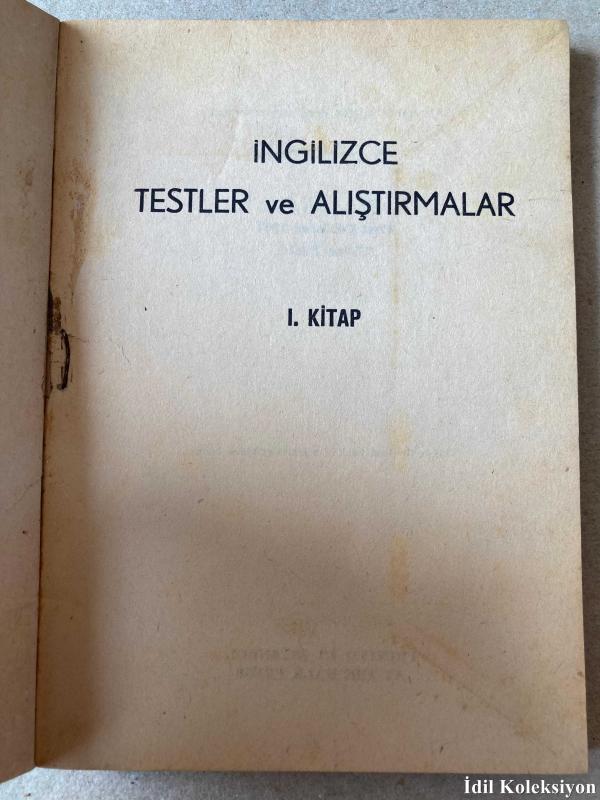 İNGİLİZCE
TESTLER ve ALIŞTIRMALAR
I. KİTAP
İdil Koleksiyon